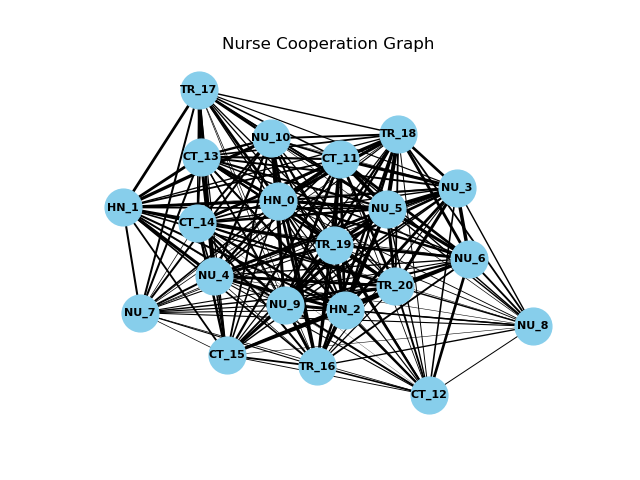 Nurse Cooperation Graph
TR_17
TR_18
NU_10
CT_13
CT_11
NU_3
HN_0
HN_1
NU_5
CT_14
TR_19
NU_6
NU_4
TR_20
NU_9
HN_2
NU_7
NU_8
CT_15
TR_16
CT_12